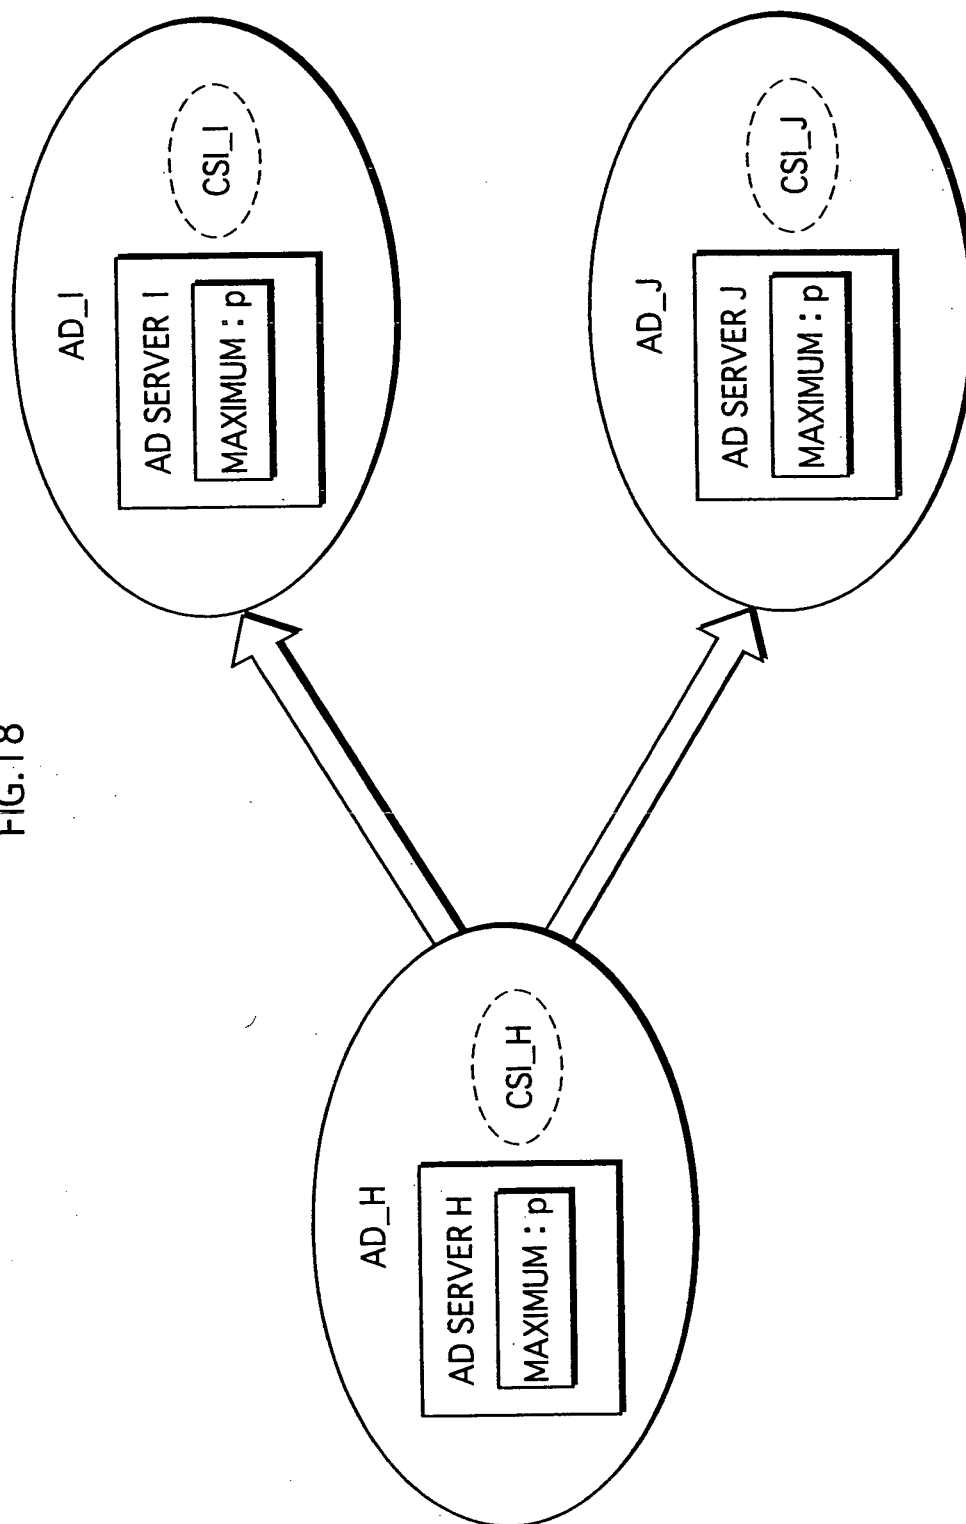 FIG.18
AD_H
AD SERVER H
MAXIMUM : p
CSI_H
AD_I
AD SERVER I
MAXIMUM : p
CSI_I
AD_J
AD SERVER J
MAXIMUM : p
CSI_J